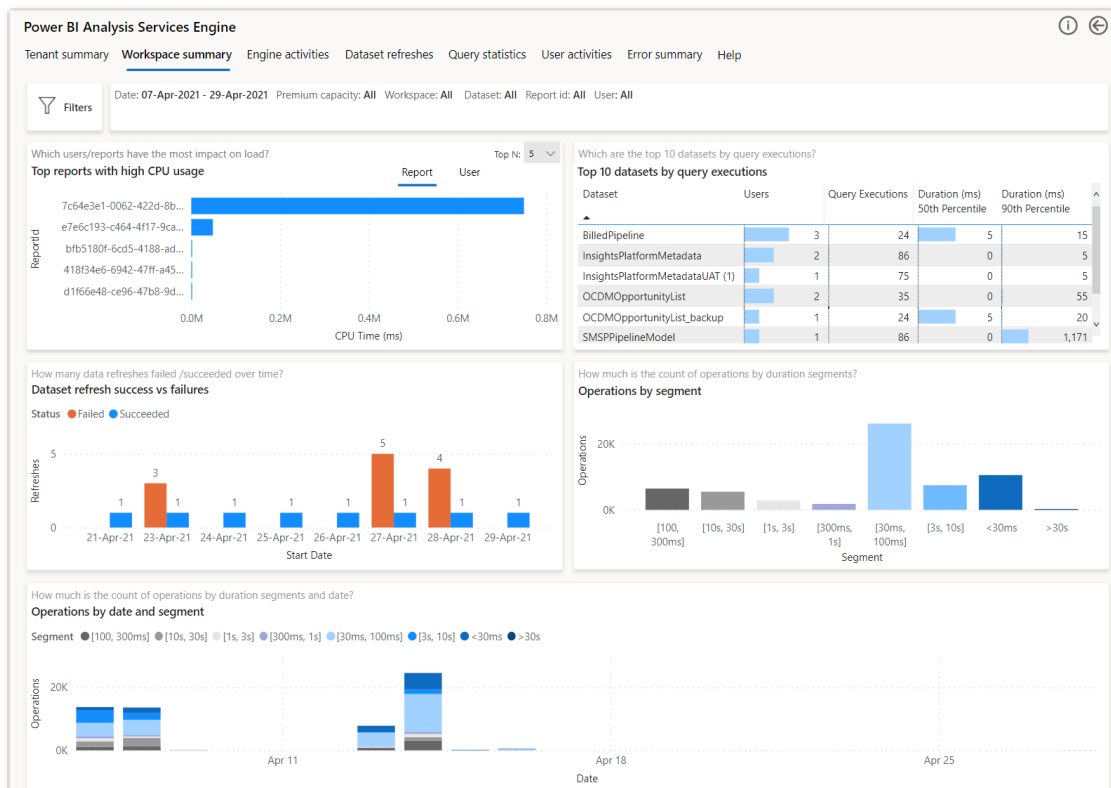 Power BI Analysis Services Engine
Tenant summary Workspace summary Engine activities Dataset refreshes Query statistics User activities Error summary Help
Filters
Date: 07-Apr-2021 - 29-Apr-2021 Premium capacity: All Workspace: All Dataset: All Report id: All User: All
Which users/reports have the most impact on load?
Top N: 5
Top reports with high CPU usage
Report User
ReportId
7c64e3e1-0062-422d-8b...
e7e6c193-c464-4f17-9ca...
bfb5180f-6cd5-4188-ad...
418f34e6-6942-47ff-a45...
d1f66e48-ce96-47b8-9d...
0.0M 0.2M 0.4M 0.6M 0.8M
CPU Time (ms)
Which are the top 10 datasets by query executions?
Top 10 datasets by query executions
Dataset Users Query Executions Duration (ms) 50th Percentile Duration (ms) 90th Percentile
BilledPipeline 3 24 5 15
InsightsPlatformMetadata 2 86 0 5
InsightsPlatformMetadataUAT (1) 1 75 0 5
OCDMOpportunityList 2 35 0 55
OCDMOpportunityList_backup 1 24 5 20
SMSPPipelineModel 1 86 0 1,171
How many data refreshes failed /succeeded over time?
Dataset refresh success vs failures
Status Failed Succeeded
Refreshes
5
0
1 3 1 1 1 1 5 1 4 1 1
21-Apr-21 23-Apr-21 24-Apr-21 25-Apr-21 26-Apr-21 27-Apr-21 28-Apr-21 29-Apr-21
Start Date
How much is the count of operations by duration segments?
Operations by segment
Operations
20K
0K
[100, 300ms] [10s, 30s] [1s, 3s] [300ms, 1s] [30ms, 100ms] [3s, 10s] <30ms >30s
Segment
How much is the count of operations by duration segments and date?
Operations by date and segment
Segment [100, 300ms] [10s, 30s] [1s, 3s] [300ms, 1s] [30ms, 100ms] [3s, 10s] <30ms >30s
Operations
20K
0K
Apr 11 Apr 18 Apr 25
Date